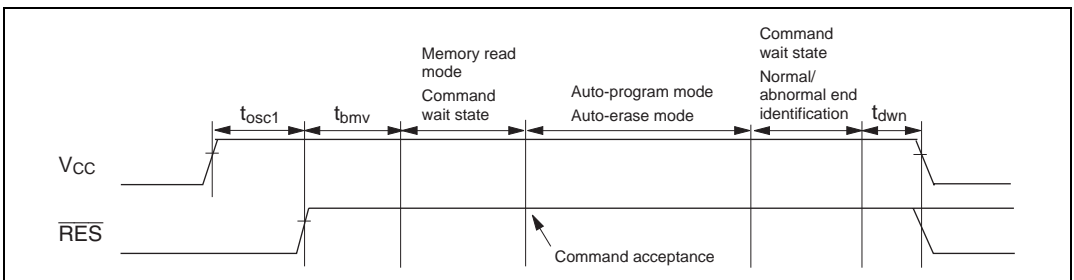 Command
wait state
Normal/
abnormal end
identification
Memory read
mode
Command
wait state
Auto-program mode
Auto-erase mode
tosc1
tbmv
tdwn
VCC
RES
Command acceptance